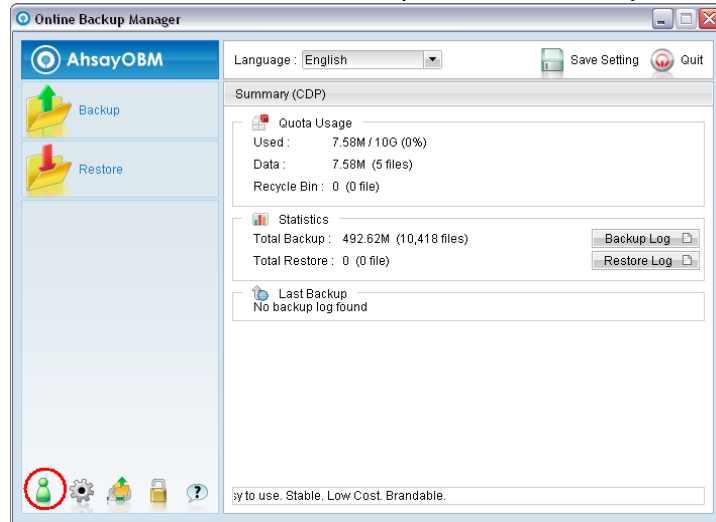 Online Backup Manager
AhsayOBM
Language : English
Save Setting
Quit
Backup
Restore
Summary (CDP)
Quota Usage
Used : 7.58M / 10G (0%)
Data : 7.58M (5 files)
Recycle Bin : 0 (0 file)
Statistics
Total Backup : 492.62M (10,418 files)
Backup Log
Total Restore : 0 (0 file)
Restore Log
Last Backup
No backup log found
?
sy to use. Stable. Low Cost. Brandable.